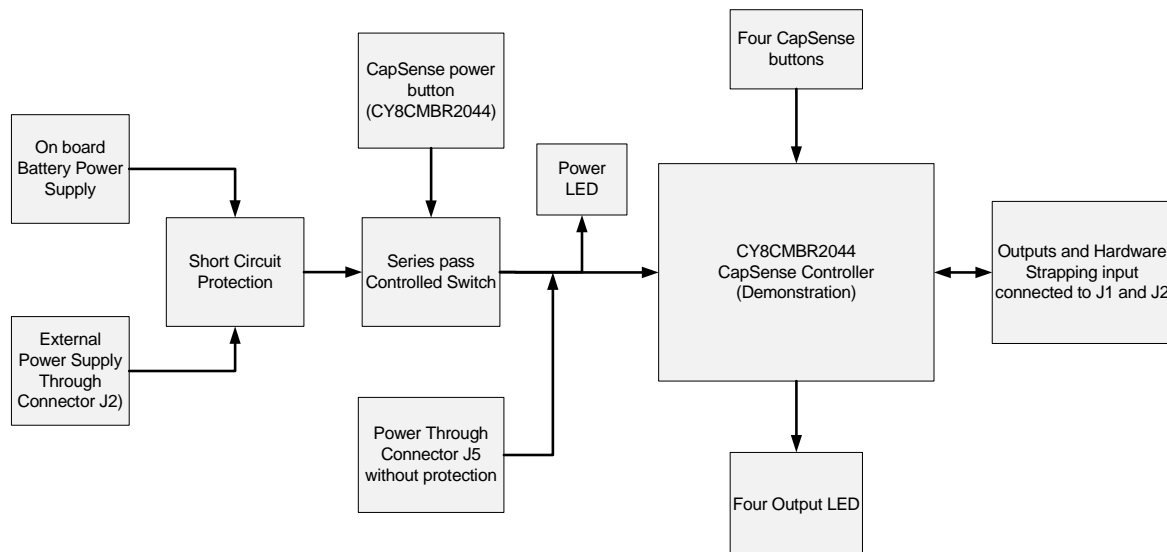 Four CapSense
buttons
CapSense power
button
(CY8CMBR2044)
On board
Battery Power
Supply
Power
LED
Short Circuit
Protection
Series pass
Controlled Switch
CY8CMBR2044
CapSense Controller
(Demonstration)
Outputs and Hardware
Strapping input
connected to J1 and J2
External
Power Supply
Through
Connector J2)
Power Through
Connector J5
without protection
Four Output LED